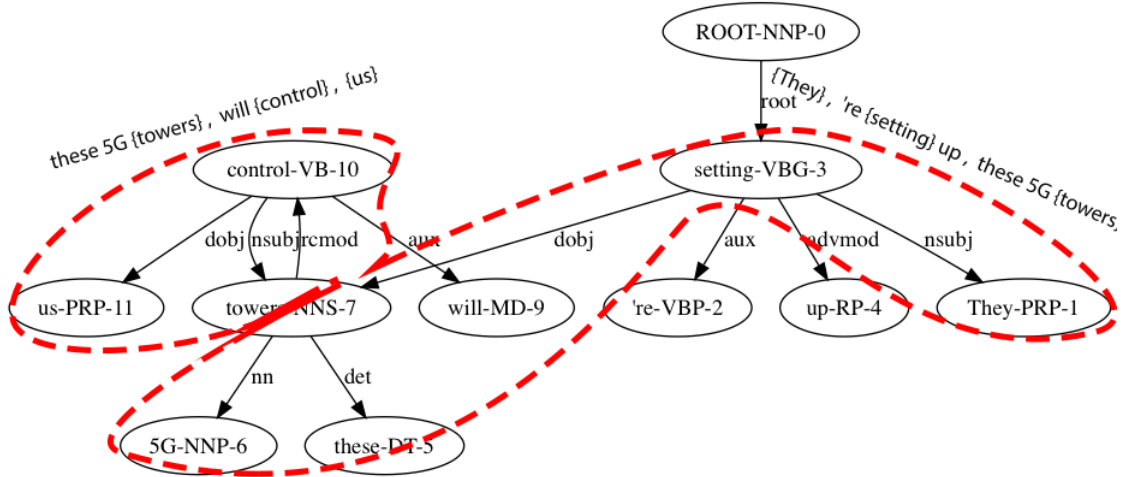 ROOT-NNP-0
{They} , 're {setting} up , these 5G {towers,
root
these 5G {towers} , will {control} , {us}
control-VB-10
setting-VBG-3
dobj
nsubj
rcmod
aux
dobj
aux
advmod
nsubj
us-PRP-11
towers-NNS-7
will-MD-9
're-VBP-2
up-RP-4
They-PRP-1
nn
det
5G-NNP-6
these-DT-5